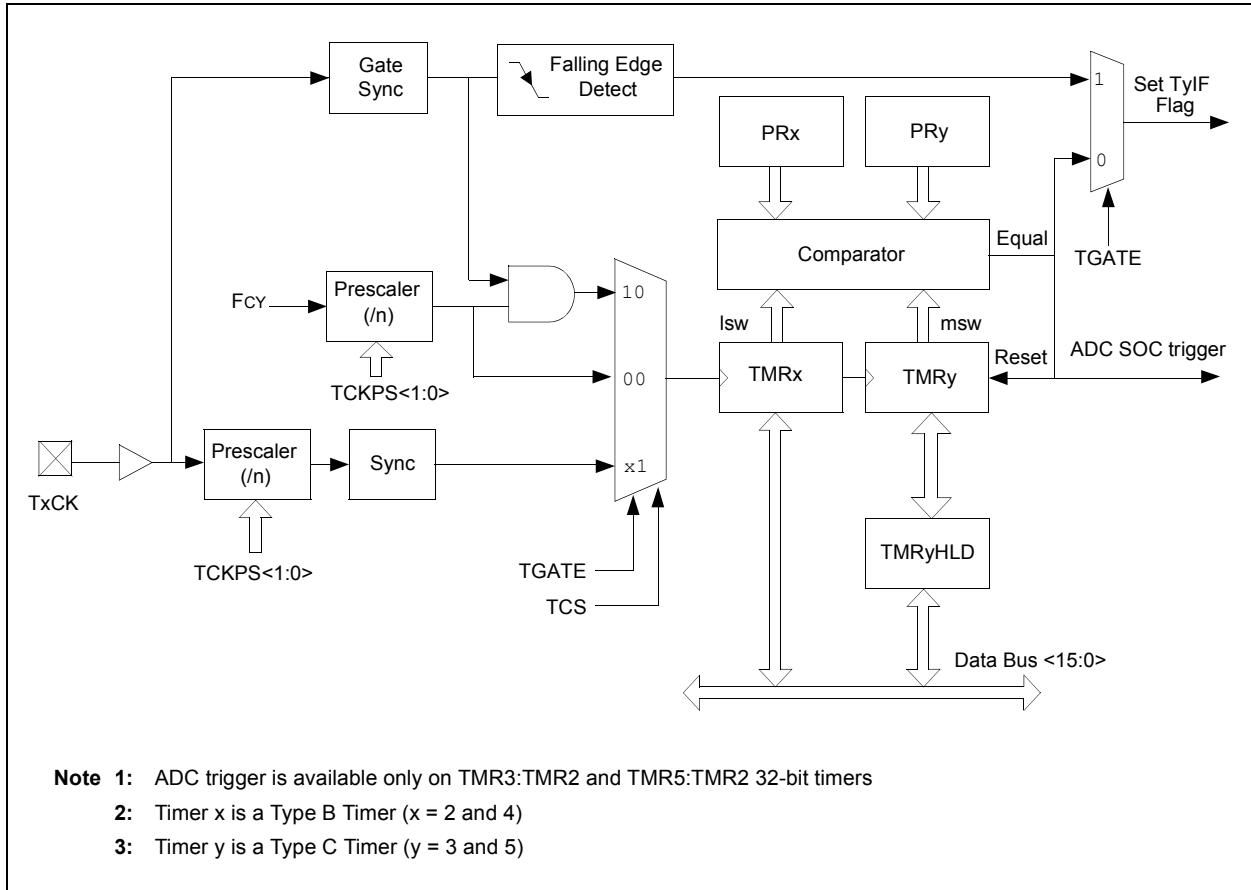 Gate
Sync
Falling Edge
Detect
1
Set TyIF
Flag
PRx
PRy
0
Comparator
Equal
TGATE
FCY
Prescaler
(/n)
10
lsw
msw
TCKPS<1:0>
00
TMRx
TMRy
Reset
ADC SOC trigger
TxCK
Prescaler
(/n)
Sync
x1
TCKPS<1:0>
TGATE
TCS
TMRyHLD
Data Bus <15:0>
Note 1: ADC trigger is available only on TMR3:TMR2 and TMR5:TMR2 32-bit timers
2: Timer x is a Type B Timer (x = 2 and 4)
3: Timer y is a Type C Timer (y = 3 and 5)